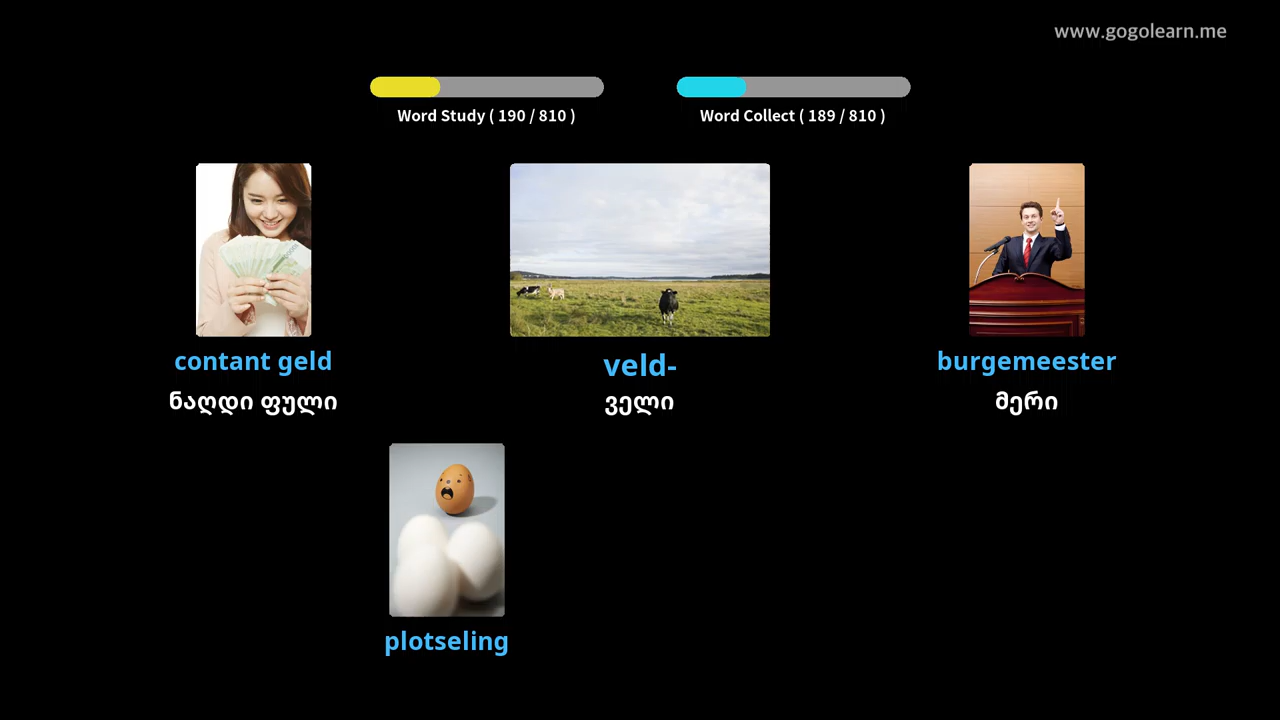 www.gogolearn.me
Word Study ( 190 / 810 )
Word Collect ( 189 / 810 )
contant geld
ნაღდი ფული
veld-
ველი
burgemeester
მერი
plotseling